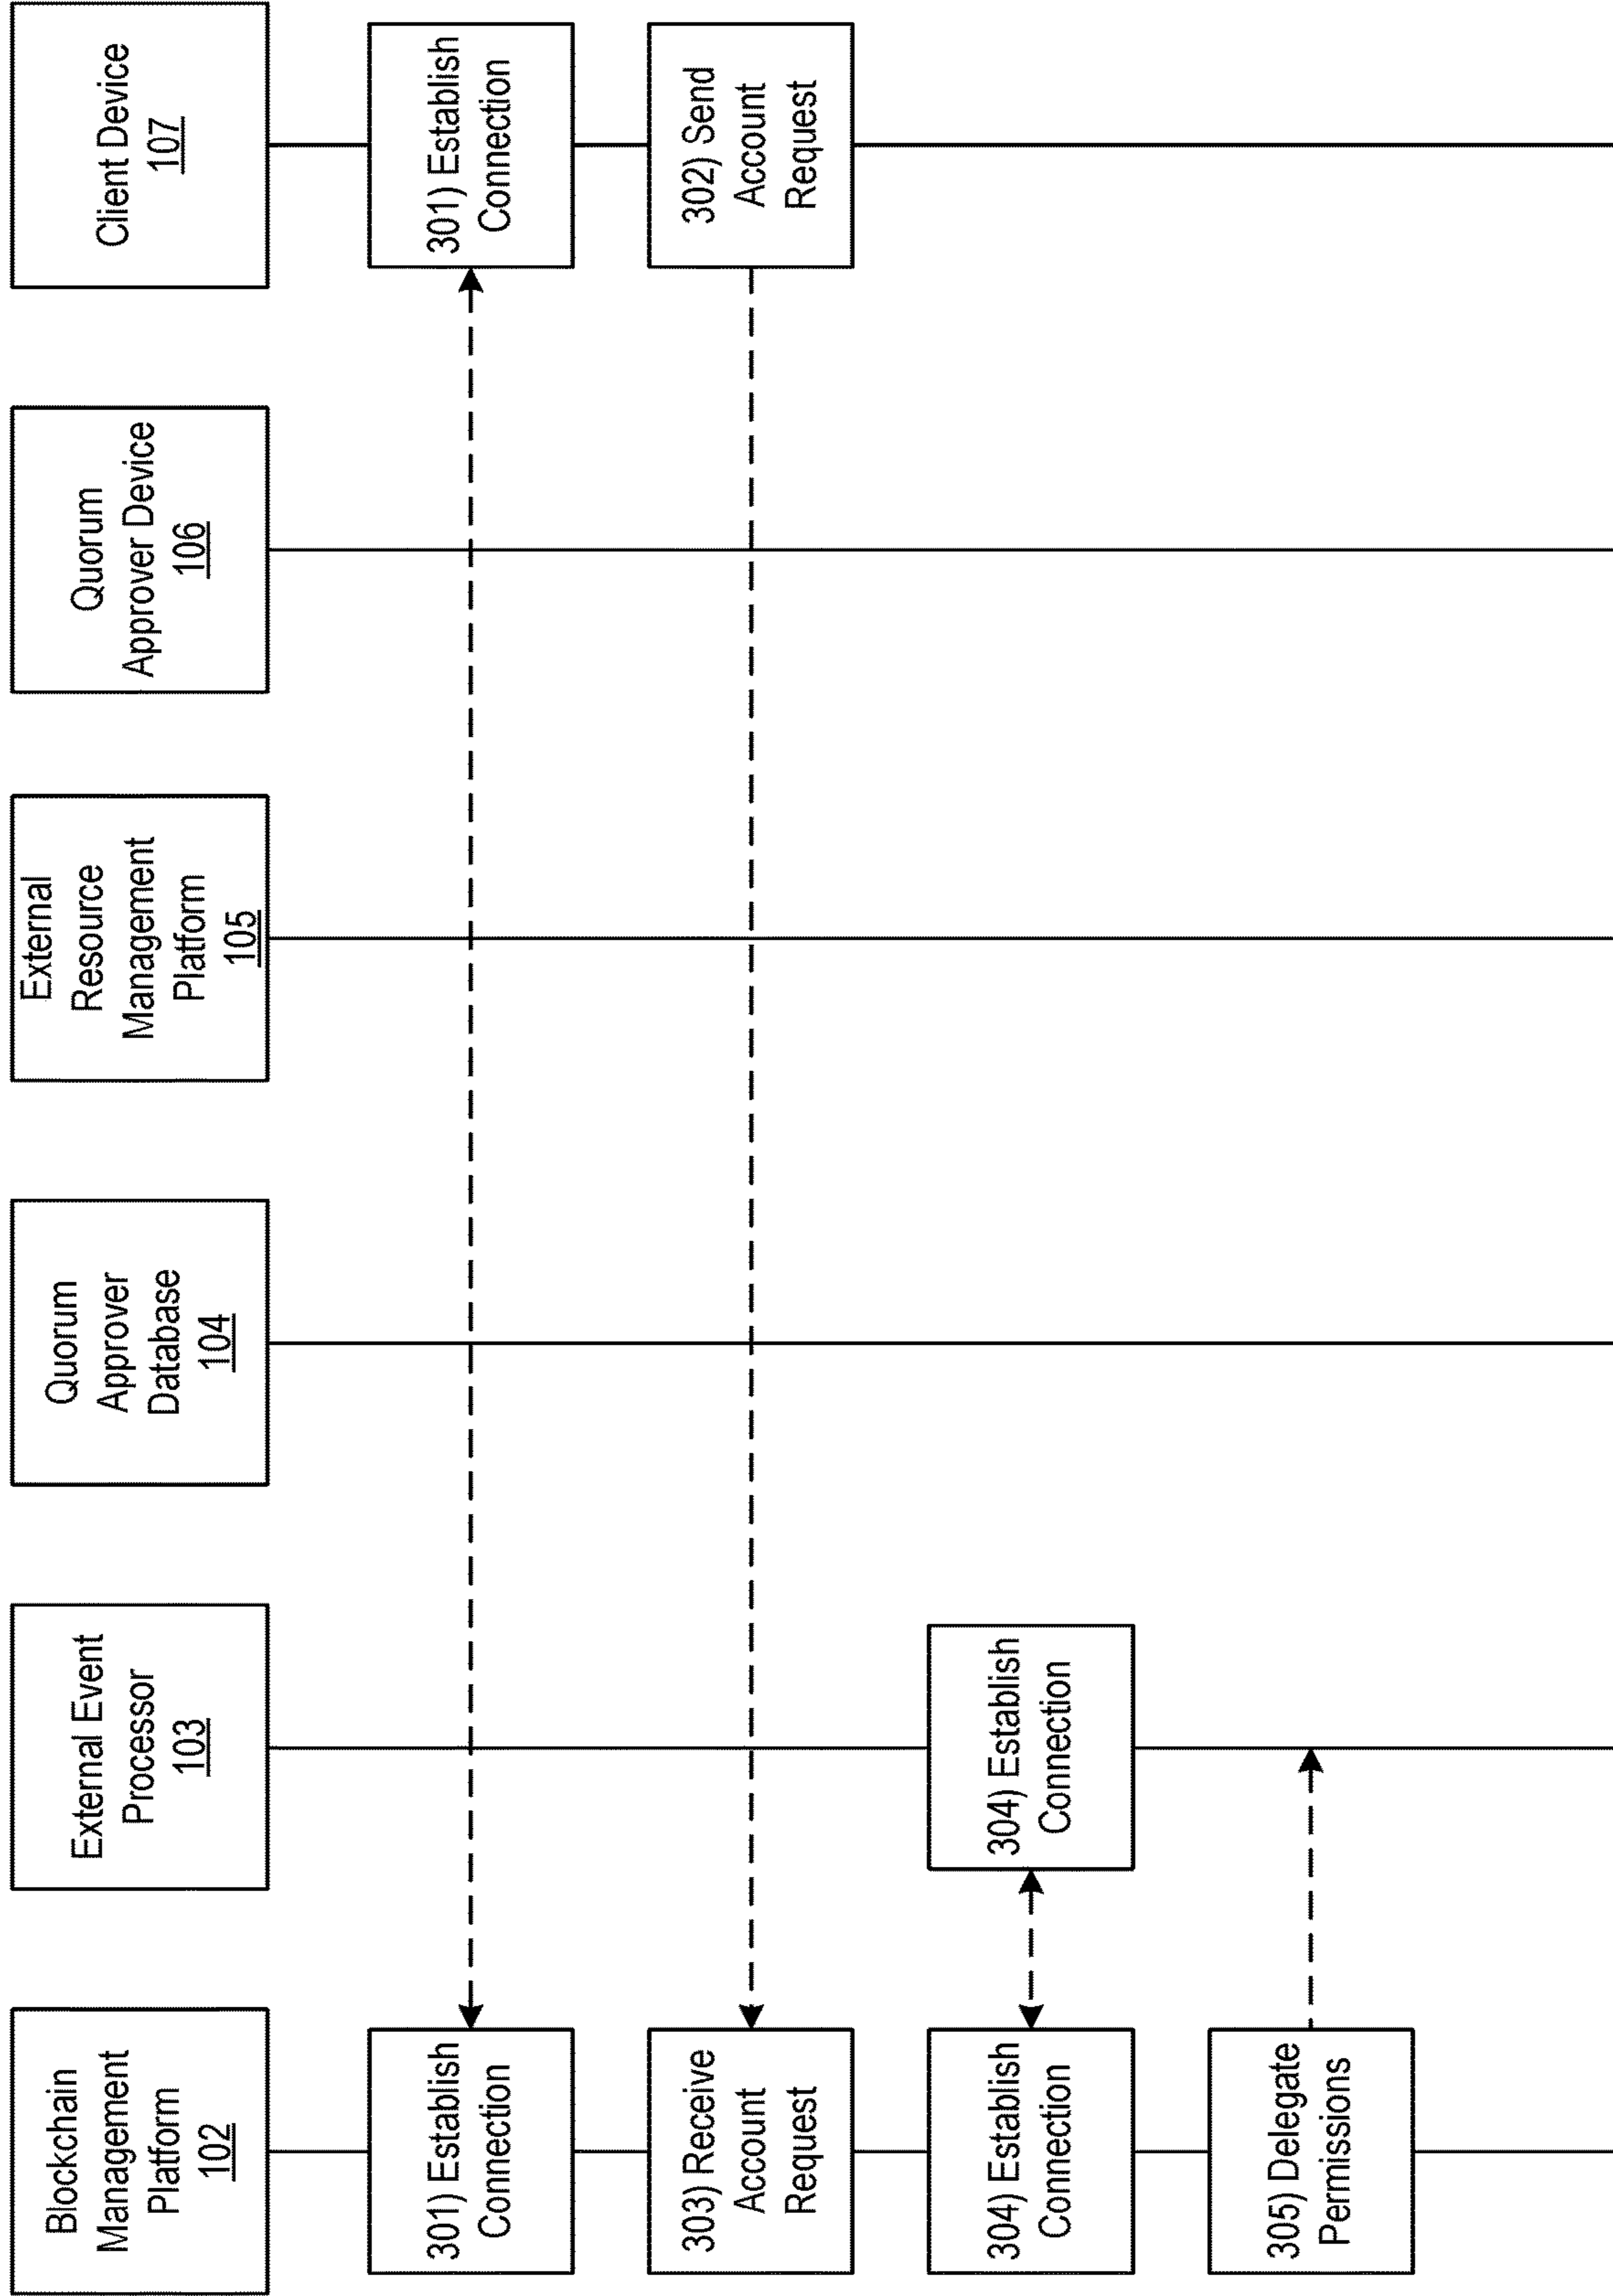 Blockchain
Management
Platform
102
External Event
Processor
103
Quorum
Approver
Database
104
External
Resource
Management
Platform
105
Quorum
Approver Device
106
Client Device
107
301) Establish
Connection
301) Establish
Connection
303) Receive
Account
Request
302) Send
Account
Request
304) Establish
Connection
304) Establish
Connection
305) Delegate
Permissions